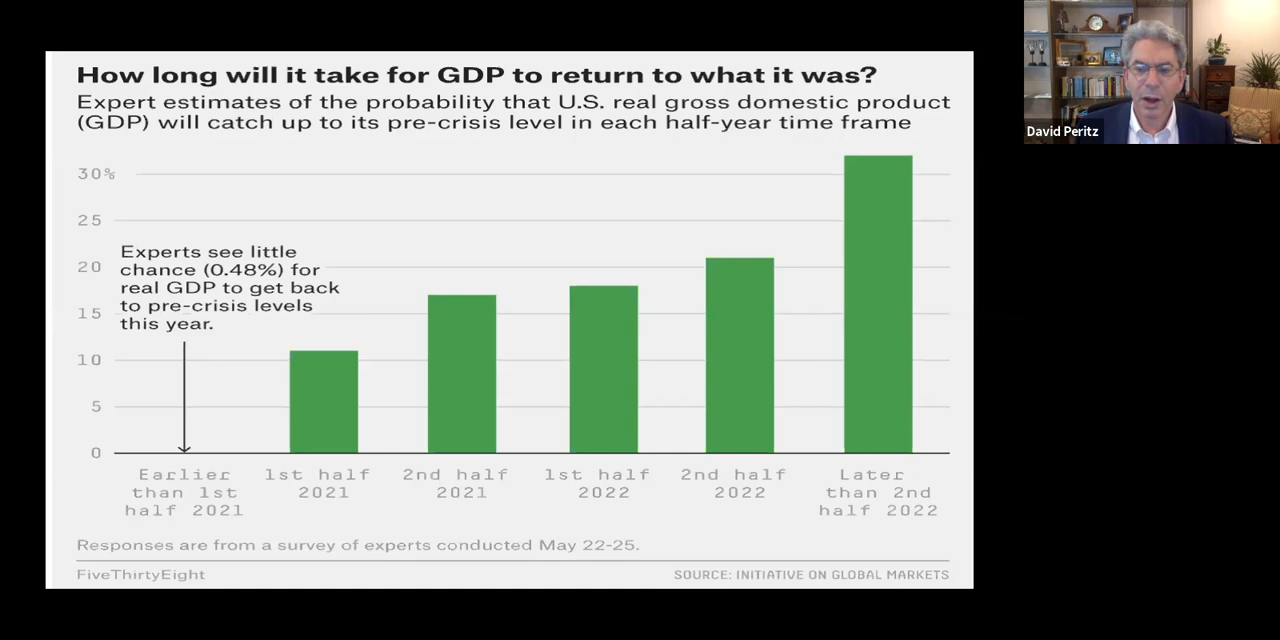 How long will it take for GDP to return to what it was?
Expert estimates of the probability that U.S. real gross domestic product
(GDP) will catch up to its pre-crisis level in each half-year time frame
30%
25
20
15
10
5
0
Experts see little
chance (0.48%) for
real GDP to get back
to pre-crisis levels
this year.
Earlier
than 1st
half 2021
1st half
2021
2nd half
2021
1st half
2022
2nd half
2022
Later
than 2nd
half 2022
Responses are from a survey of experts conducted May 22-25.
FiveThirtyEight
SOURCE: INITIATIVE ON GLOBAL MARKETS
David Peritz